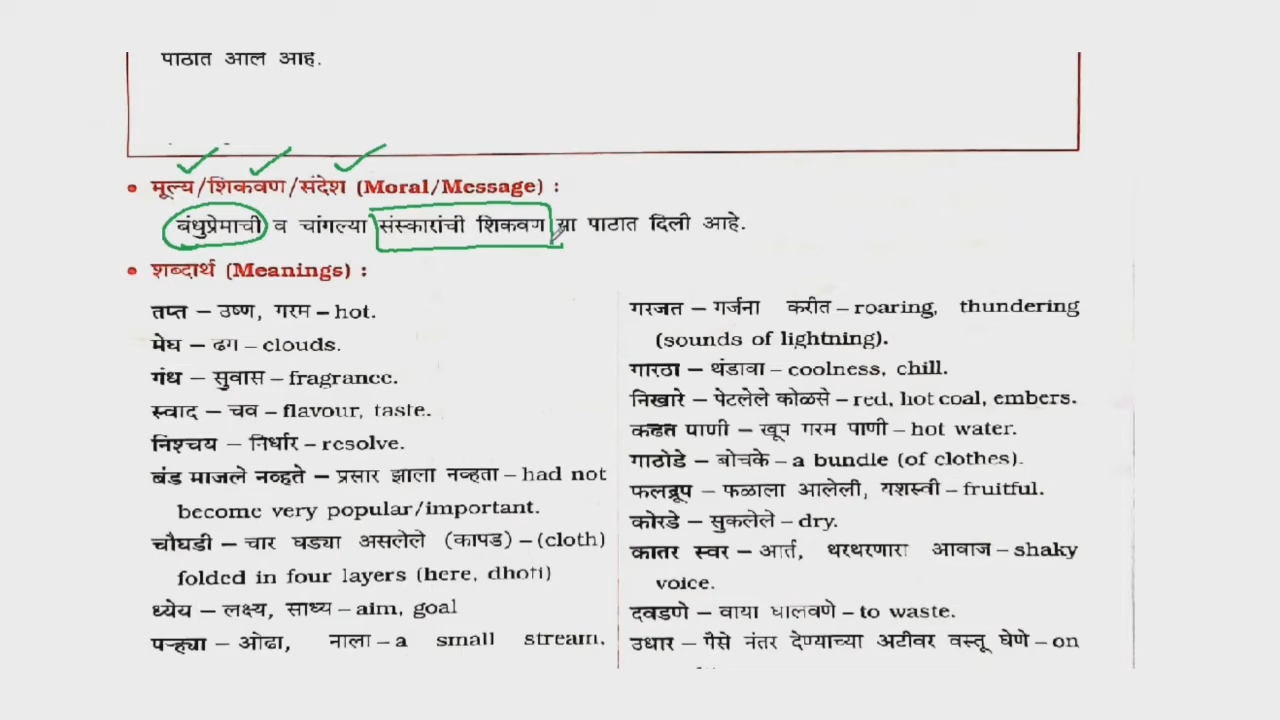 पाठात आले आहे.
• मूल्य/शिकवण/संदेश (Moral/Message) :
बंधुप्रेमाची व चांगल्या संस्कारांची शिकवण या पाठात दिली आहे.
• शब्दार्थ (Meanings) :
तप्त – उष्ण, गरम – hot.
मेघ – ढग – clouds.
गंध – सुवास – fragrance.
स्वाद – चव – flavour, taste.
निश्चय – निर्धार – resolve.
बंड माजले नव्हते – प्रसार झाला नव्हता – had not
become very popular/important.
चौघडी – चार घड्या असलेले (कापड) – (cloth)
folded in four layers (here, dhoti)
ध्येय – लक्ष्य, साध्य – aim, goal
पऱ्ह्या – ओढा, नाला – a small stream.
गरजत – गर्जना करीत – roaring, thundering
(sounds of lightning).
गारठा – थंडावा – coolness, chill.
निखारे – पेटलेले कोळसे – red, hot coal, embers.
कढत पाणी – खूप गरम पाणी – hot water.
गाठोडे – बोचके – a bundle (of clothes).
फलद्रूप – फळाला आलेली, यशस्वी – fruitful.
कोरडे – सुकलेले – dry.
कातर स्वर – आर्त, थरथरणारा आवाज – shaky
voice.
दवडणे – वाया घालवणे – to waste.
उधार – पैसे नंतर देण्याच्या अटीवर वस्तू घेणे – on